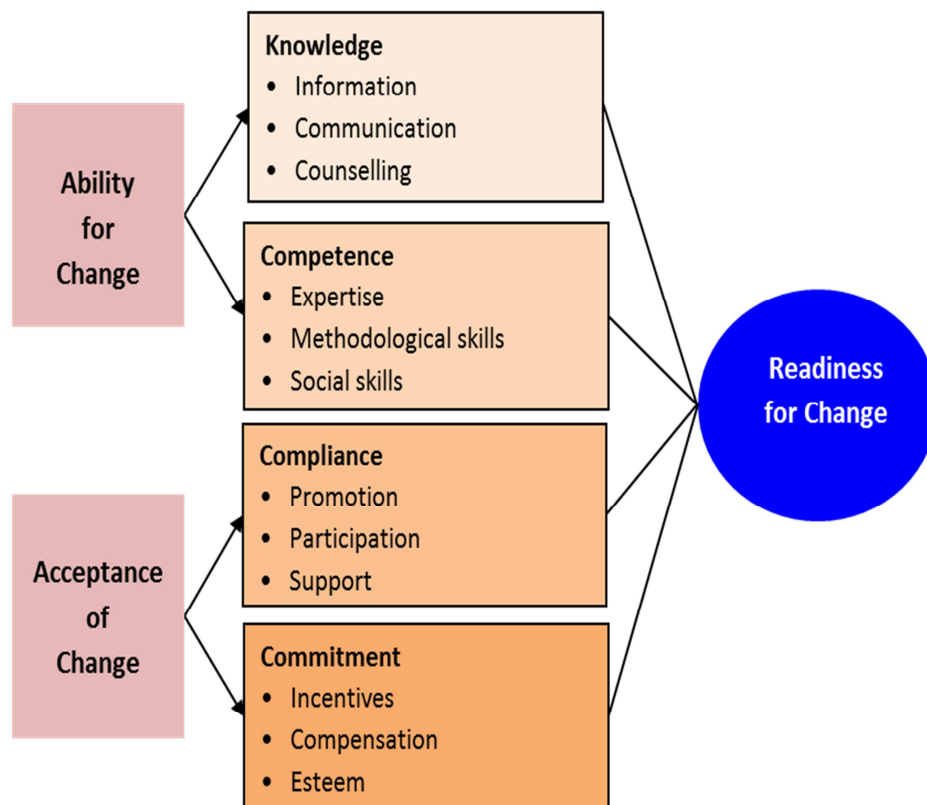 Ability
for
Change
Knowledge
• Information
• Communication
• Counselling
Competence
• Expertise
• Methodological skills
• Social skills
Acceptance
of
Change
Compliance
• Promotion
• Participation
• Support
Commitment
• Incentives
• Compensation
• Esteem
Readiness
for Change